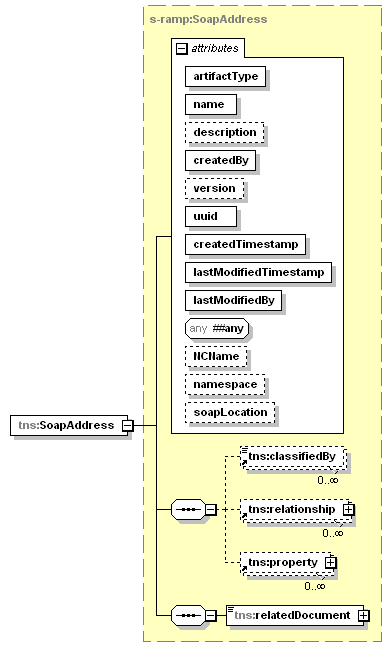 s-ramp:SoapAddress
attributes
artifactType
name
description
createdBy
version
uuid
createdTimestamp
lastModifiedTimestamp
lastModifiedBy
any ##any
NCName
namespace
soapLocation
tns:SoapAddress
tns:classifiedBy
0..∞
tns:relationship
0..∞
tns:property
0..∞
tns:relatedDocument